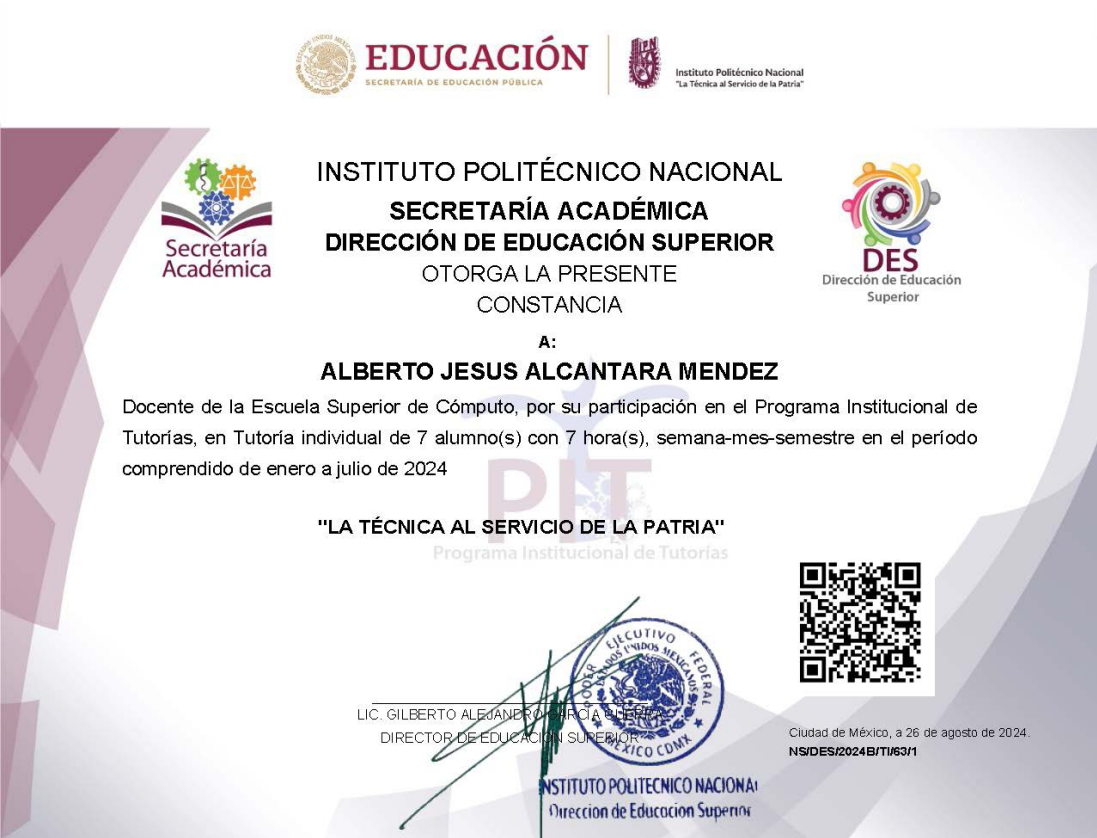 EDUCACIÓN
SECRETARÍA DE EDUCACIÓN PÚBLICA
Instituto Politécnico Nacional
"La Técnica al Servicio de la Patria"
Secretaría
Académica
INSTITUTO POLITÉCNICO NACIONAL
SECRETARÍA ACADÉMICA
DIRECCIÓN DE EDUCACIÓN SUPERIOR
OTORGA LA PRESENTE
CONSTANCIA
DES
Dirección de Educación
Superior
A:
ALBERTO JESUS ALCANTARA MENDEZ
Docente de la Escuela Superior de Cómputo, por su participación en el Programa Institucional de
Tutorías, en Tutoría individual de 7 alumno(s) con 7 hora(s), semana-mes-semestre en el período
comprendido de enero a julio de 2024
PIT
"LA TÉCNICA AL SERVICIO DE LA PATRIA"
Programa Institucional de Tutorías
PODER EJECUTIVO FEDERAL
ESTADOS UNIDOS MEXICANOS
MÉXICO CDMX
LIC. GILBERTO ALEJANDRO GARCÍA
DIRECTOR DE EDUCACIÓN SUPERIOR
INSTITUTO POLITECNICO NACIONAL
Direccion de Educacion Superior
Ciudad de México, a 26 de agosto de 2024.
NS/DES/2024B/TI/63/1